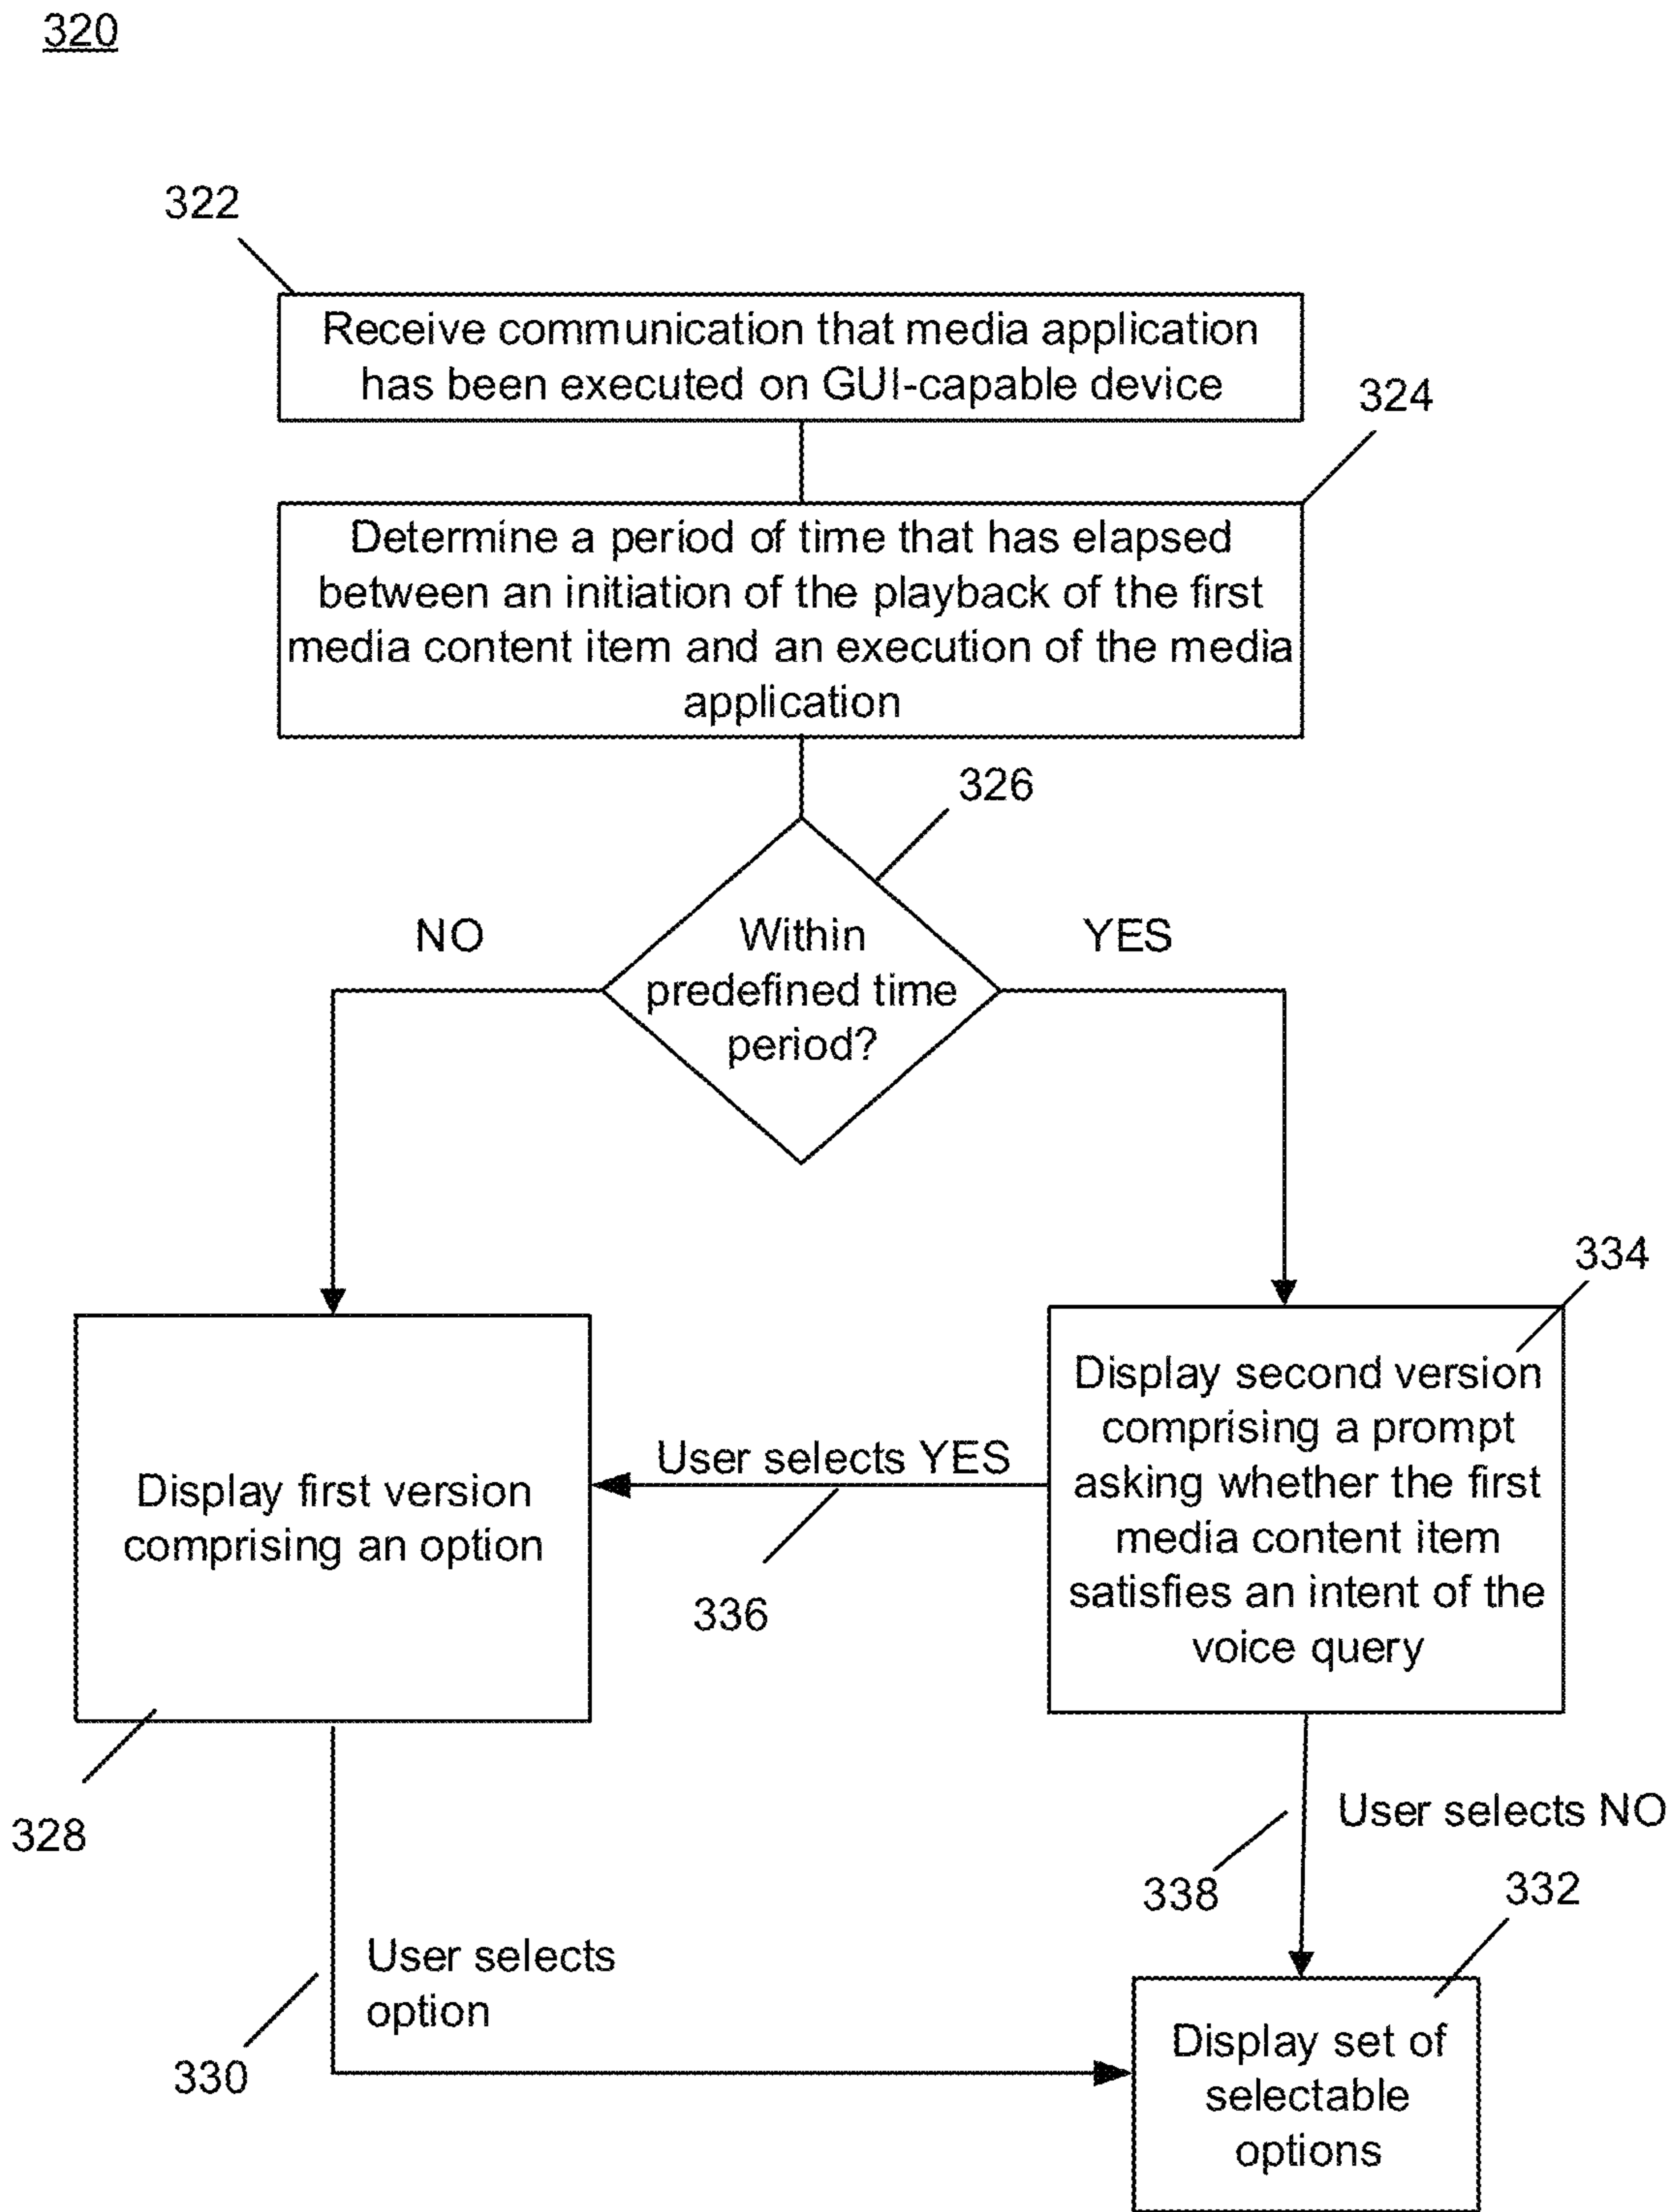 320
322
Receive communication that media application
has been executed on GUI-capable device
324
Determine a period of time that has elapsed
between an initiation of the playback of the first
media content item and an execution of the media
application
326
NO
Within
predefined time
period?
YES
334
Display second version
comprising a prompt
asking whether the first
media content item
satisfies an intent of the
voice query
User selects YES
336
Display first version
comprising an option
328
User selects NO
338
332
User selects
option
330
Display set of
selectable
options